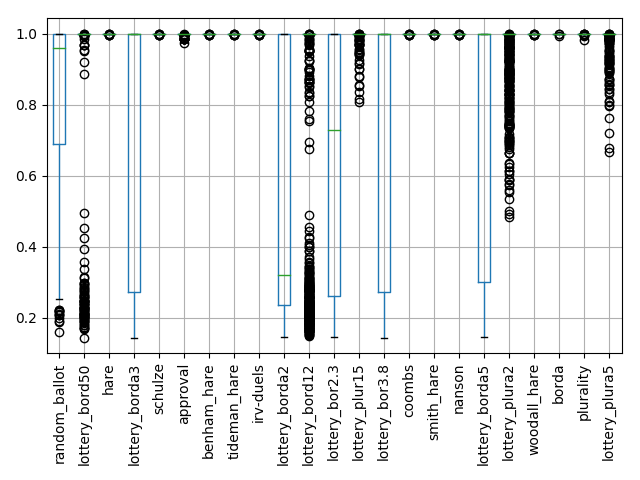 1.0
0.8
0.6
0.4
0.2
random_ballot
lottery_bord50
hare
lottery_borda3
schulze
approval
benham_hare
tideman_hare
irv-duels
lottery_borda2
lottery_bord12
lottery_bor2.3
lottery_plur15
lottery_bor3.8
coombs
smith_hare
nanson
lottery_borda5
lottery_plura2
woodall_hare
borda
plurality
lottery_plura5